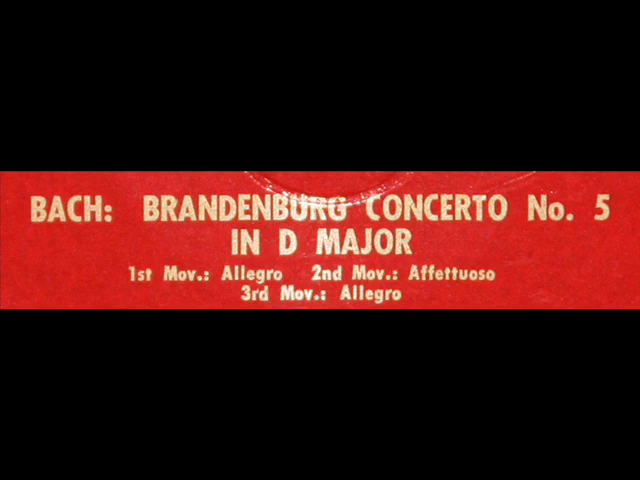 BACH: BRANDENBURG CONCERTO No. 5
IN D MAJOR
1st Mov.: Allegro 2nd Mov.: Affettuoso
3rd Mov.: Allegro